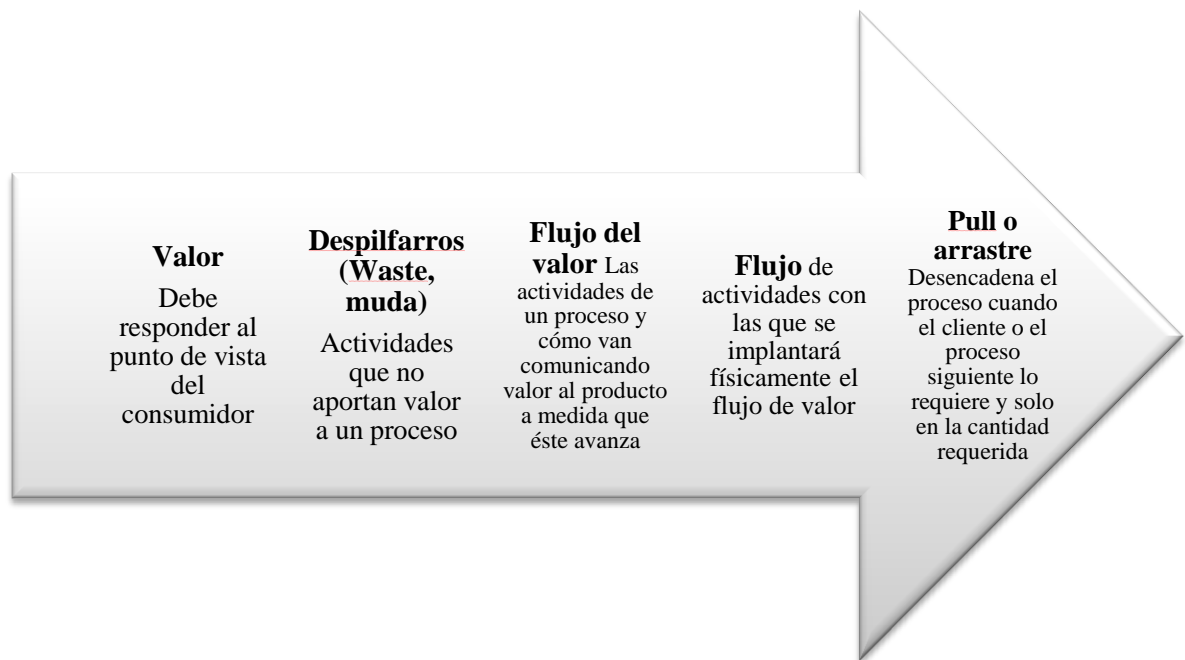 Valor
Debe
responder al
punto de vista
del
consumidor
Despilfarros
(Waste,
muda)
Actividades
que no
aportan valor
a un proceso
Flujo del
valor Las
actividades de
un proceso y
cómo van
comunicando
valor al producto
a medida que
éste avanza
Flujo de
actividades con
las que se
implantará
físicamente el
flujo de valor
Pull o
arrastre
Desencadena el
proceso cuando
el cliente o el
proceso
siguiente lo
requiere y solo
en la cantidad
requerida